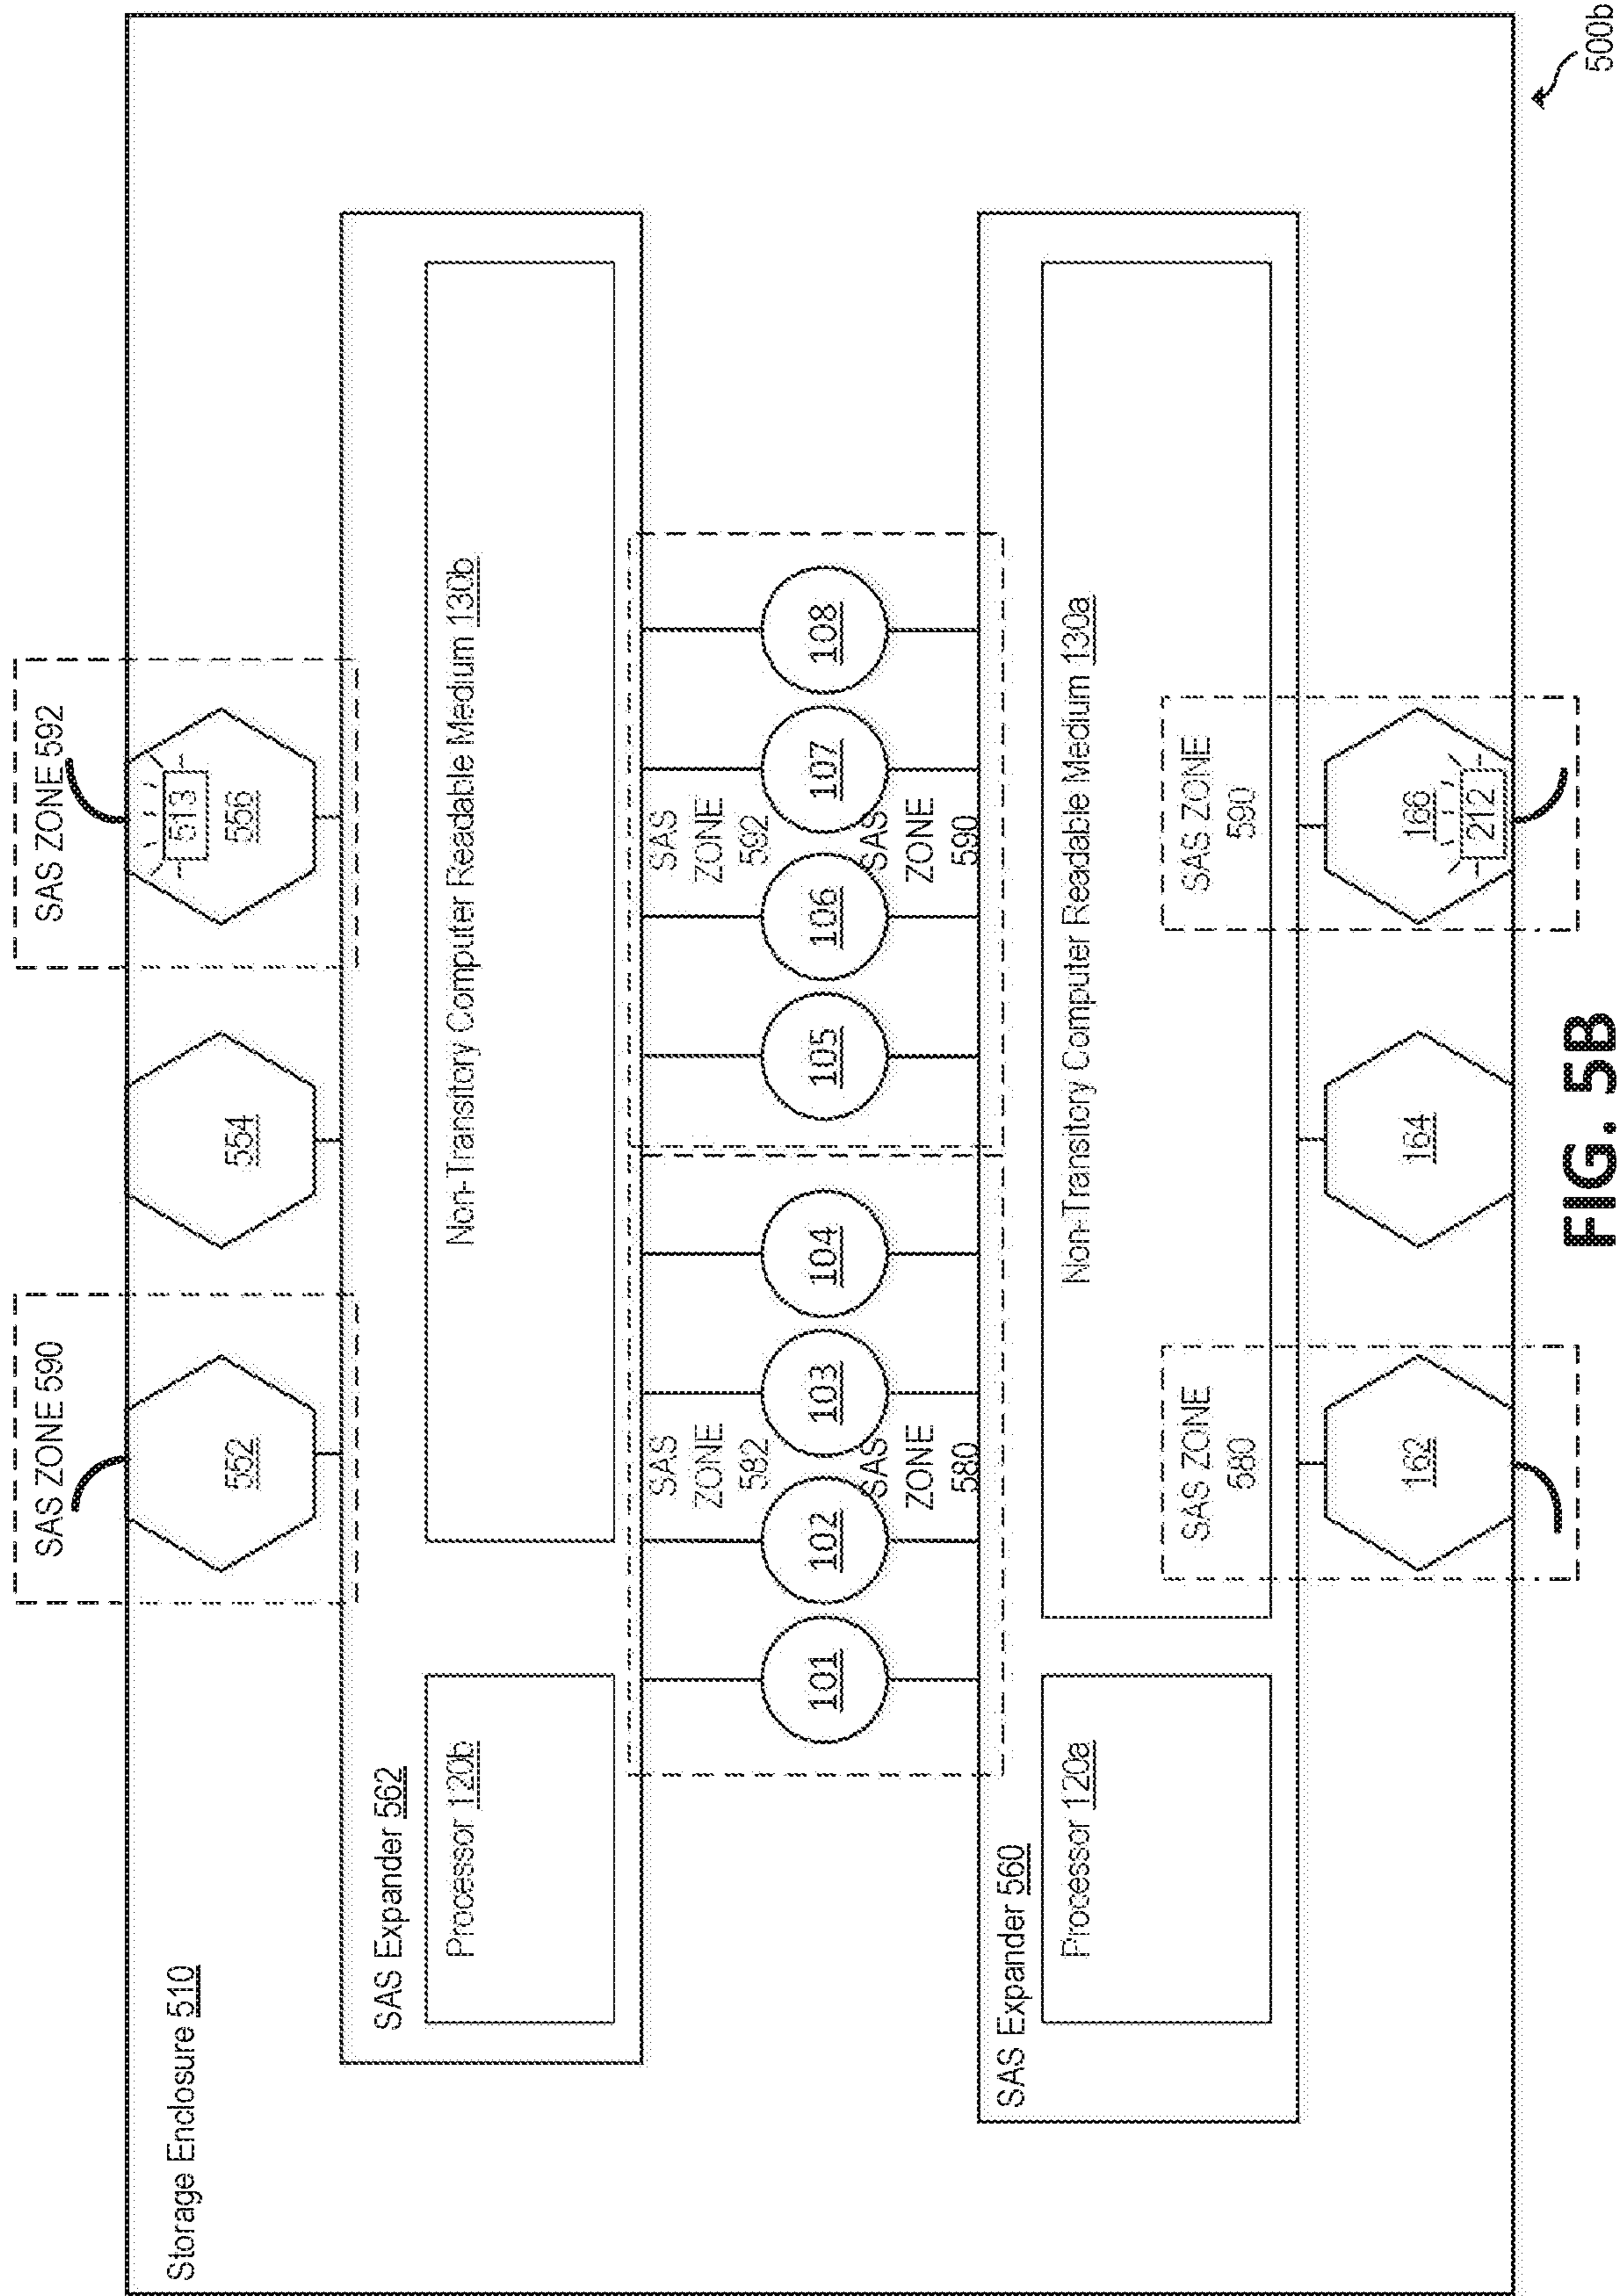 Storage Enclosure 510
SAS ZONE 590
SAS ZONE 592
552
554
513
556
SAS Expander 562
Processor 120b
Non-Transitory Computer Readable Medium 130b
SAS
ZONE
582
SAS
ZONE
592
101
102
103
104
105
106
107
108
SAS
ZONE
580
SAS
ZONE
590
SAS Expander 560
Processor 120a
Non-Transitory Computer Readable Medium 130a
SAS ZONE
580
SAS ZONE
590
162
164
166
212
FIG. 5B
500b